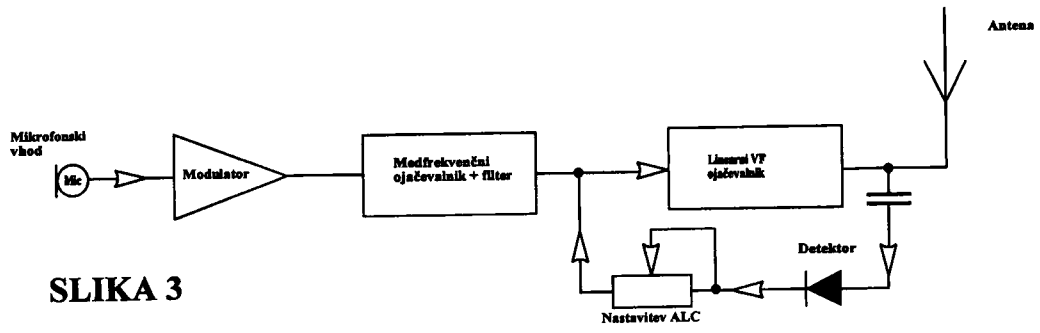 Antena
Mikrofonski
vhod
Mic
Modulator
Medfrekvenčni
ojačevalnik + filter
Linearni VF
ojačevalnik
Detektor
Nastavitev ALC
SLIKA 3